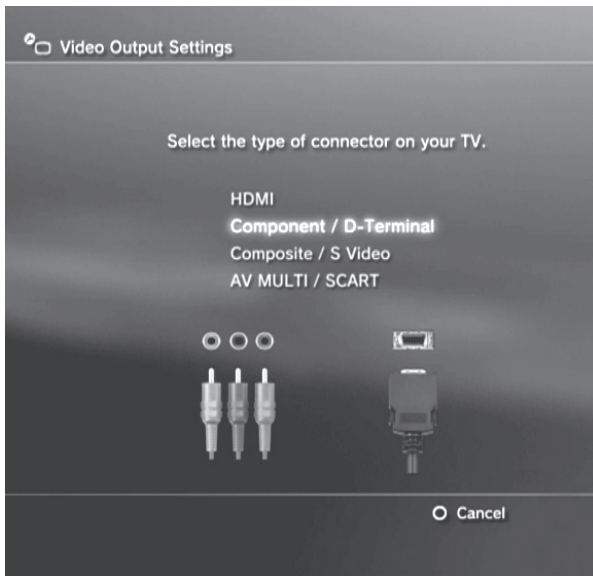 Video Output Settings
Select the type of connector on your TV.
HDMI
Component / D-Terminal
Composite / S Video
AV MULTI / SCART
Cancel